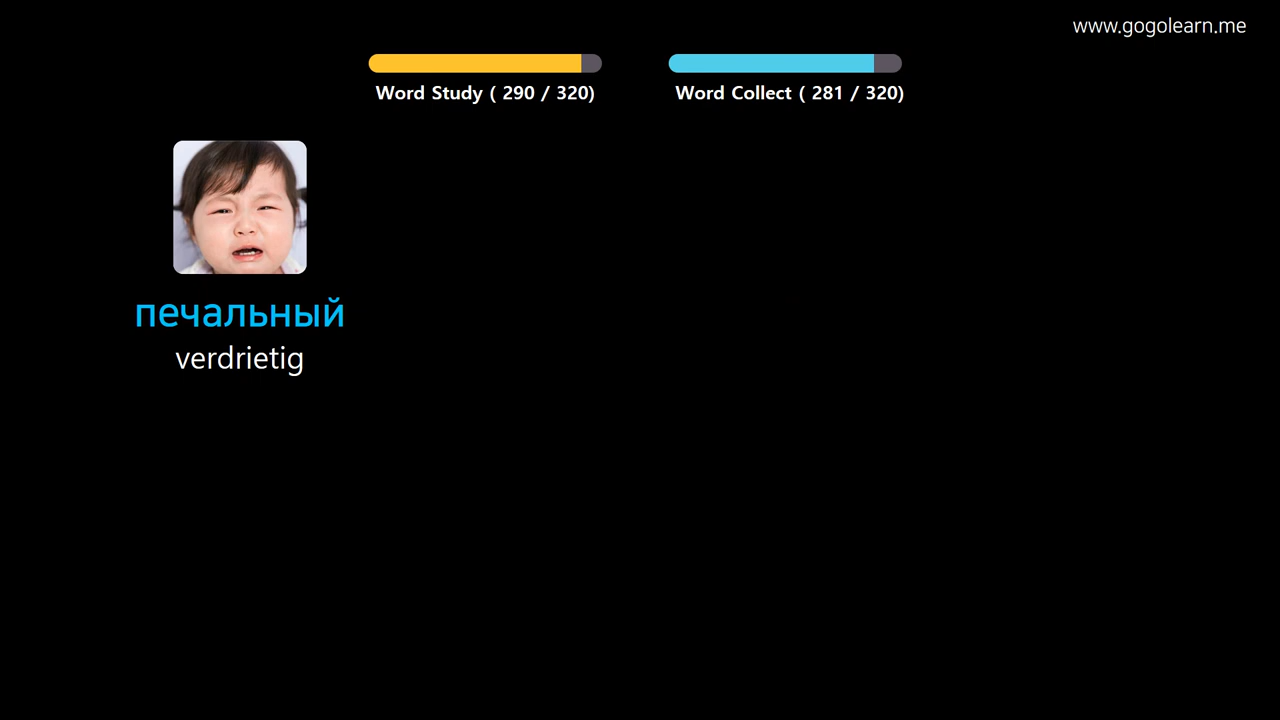 www.gogolearn.me
Word Study ( 290 / 320)
Word Collect ( 281 / 320)
печальный
verdrietig